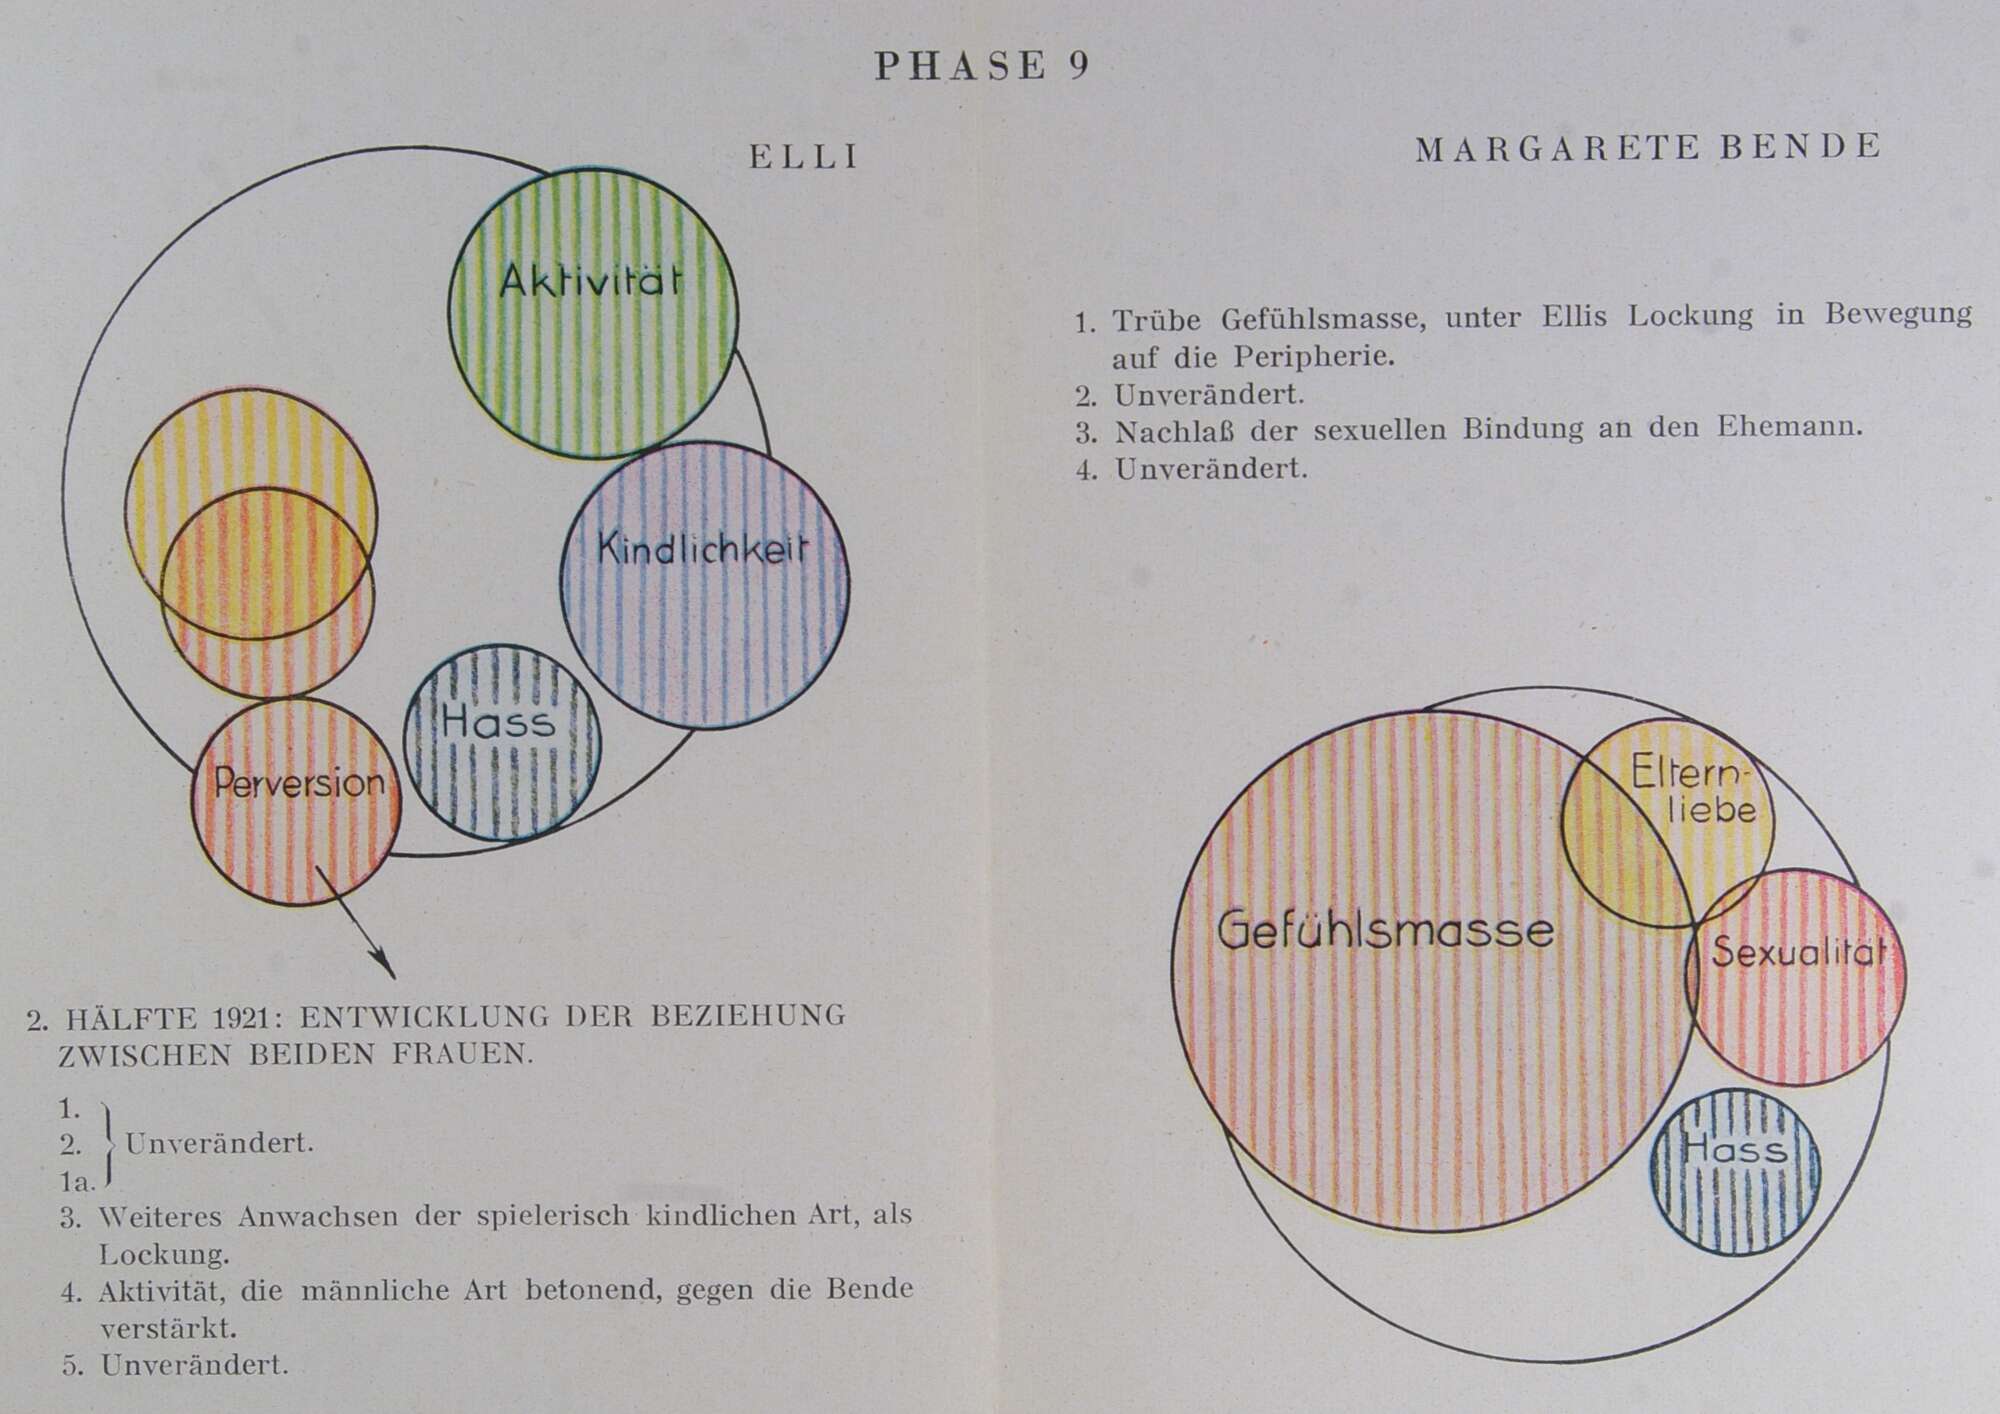 PHASE 9
ELLI
Aktivität
Kindlichkeit
Hass
Perversion
2. HÄLFTE 1921: ENTWICKLUNG DER BEZIEHUNG
ZWISCHEN BEIDEN FRAUEN.
1.
2. } Unverändert.
1a.
3. Weiteres Anwachsen der spielerisch kindlichen Art, als
Lockung.
4. Aktivität, die männliche Art betonend, gegen die Bende
verstärkt.
5. Unverändert.
MARGARETE BENDE
1. Trübe Gefühlsmasse, unter Ellis Lockung in Bewegung
auf die Peripherie.
2. Unverändert.
3. Nachlaß der sexuellen Bindung an den Ehemann.
4. Unverändert.
Eltern-
liebe
Gefühlsmasse
Sexualität
Hass